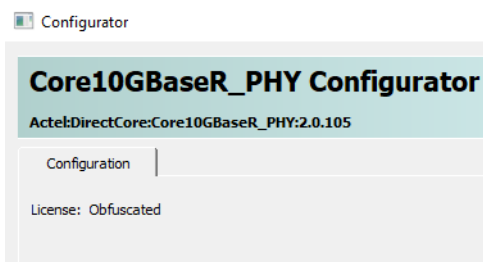 Configurator
Core10GBaseR_PHY Configurator
Actel:DirectCore:Core10GBaseR_PHY:2.0.105
Configuration
License: Obfuscated